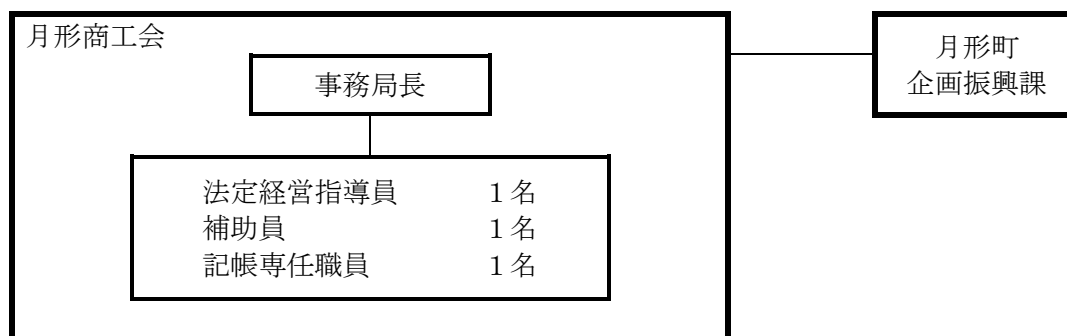 月形商工会
事務局長
法定経営指導員 1名
補助員 1名
記帳専任職員 1名
月形町
企画振興課